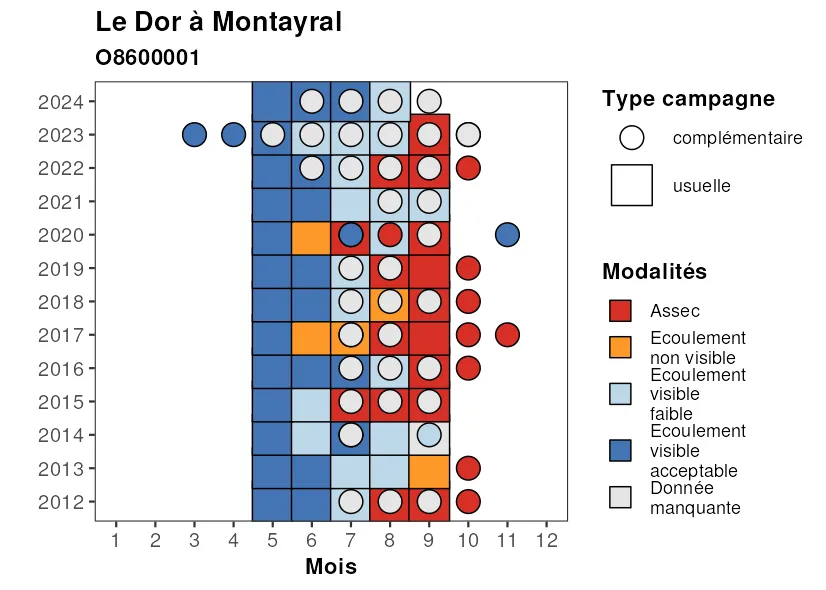 Le Dor à Montayral
O8600001
2024
2023
2022
2021
2020
2019
2018
2017
2016
2015
2014
2013
2012
1 2 3 4 5 6 7 8 9 10 11 12
Mois
Type campagne
complémentaire
usuelle
Modalités
Assec
Ecoulement
non visible
Ecoulement
visible
faible
Ecoulement
visible
acceptable
Donnée
manquante